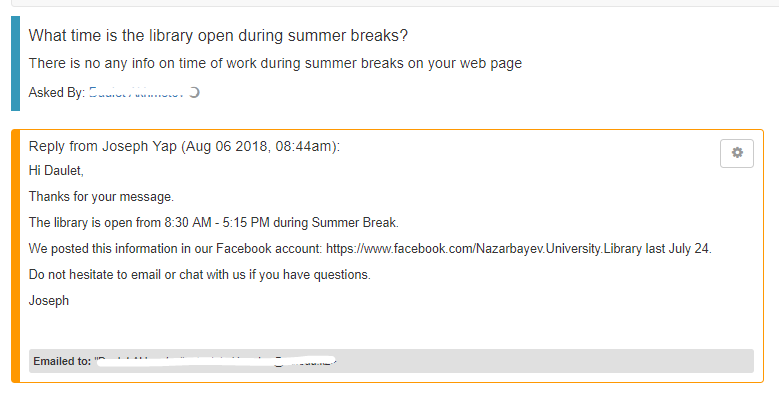 What time is the library open during summer breaks?
There is no any info on time of work during summer breaks on your web page
Asked By:
Reply from Joseph Yap (Aug 06 2018, 08:44am):
Hi Daulet,
Thanks for your message.
The library is open from 8:30 AM - 5:15 PM during Summer Break.
We posted this information in our Facebook account: https://www.facebook.com/Nazarbayev.University.Library last July 24.
Do not hesitate to email or chat with us if you have questions.
Joseph
Emailed to: